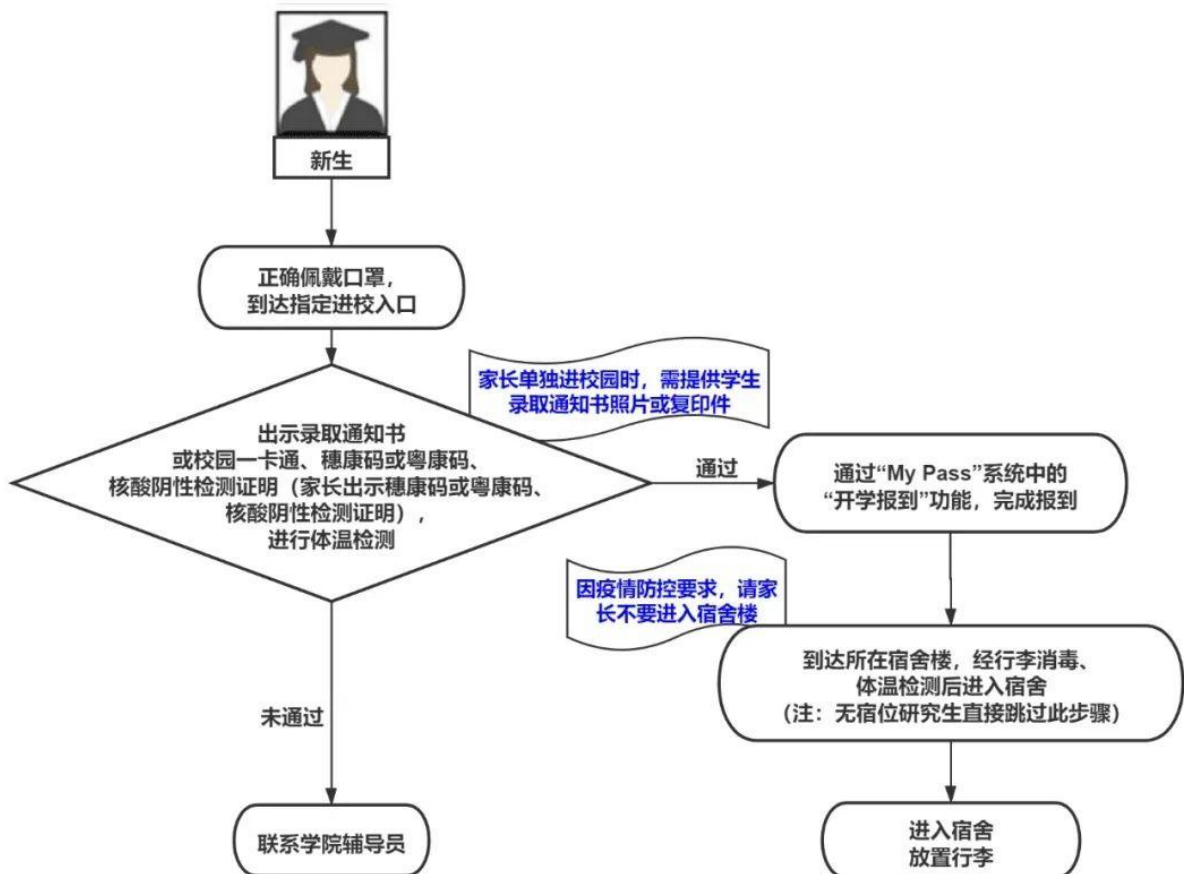 新生
正确佩戴口罩，
到达指定进校入口
家长单独进校园时，需提供学生
录取通知书照片或复印件
出示录取通知书
或校园一卡通、穗康码或粤康码、
核酸阴性检测证明（家长出示穗康码或粤康码、
核酸阴性检测证明），
进行体温检测
通过
通过“My Pass”系统中的
“开学报到”功能，完成报到
因疫情防控要求，请家
长不要进入宿舍楼
到达所在宿舍楼，经行李消毒、
体温检测后进入宿舍
（注：无宿位研究生直接跳过此步骤）
未通过
联系学院辅导员
进入宿舍
放置行李